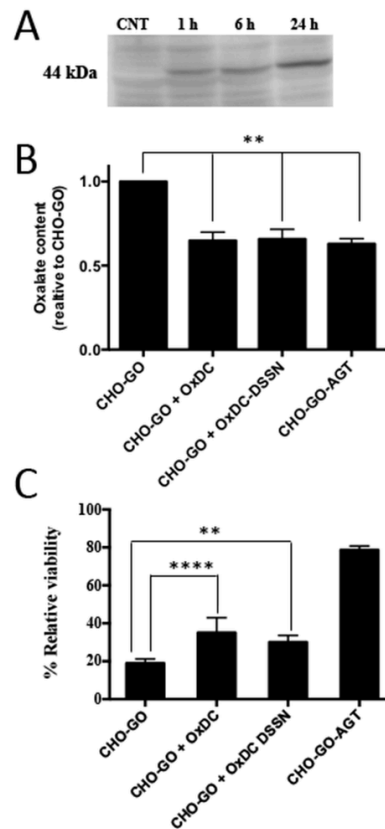 A
CNT 1 h 6 h 24 h
44 kDa
B
**
Oxalate content
(realtive to CHO-GO)
1.0
0.5
0.0
CHO-GO
CHO-GO + OxDC
CHO-GO + OxDC-DSSN
CHO-GO-AGT
C
% Relative viability
100
80
60
40
20
0
**
****
CHO-GO
CHO-GO + OxDC
CHO-GO + OxDC DSSN
CHO-GO-AGT